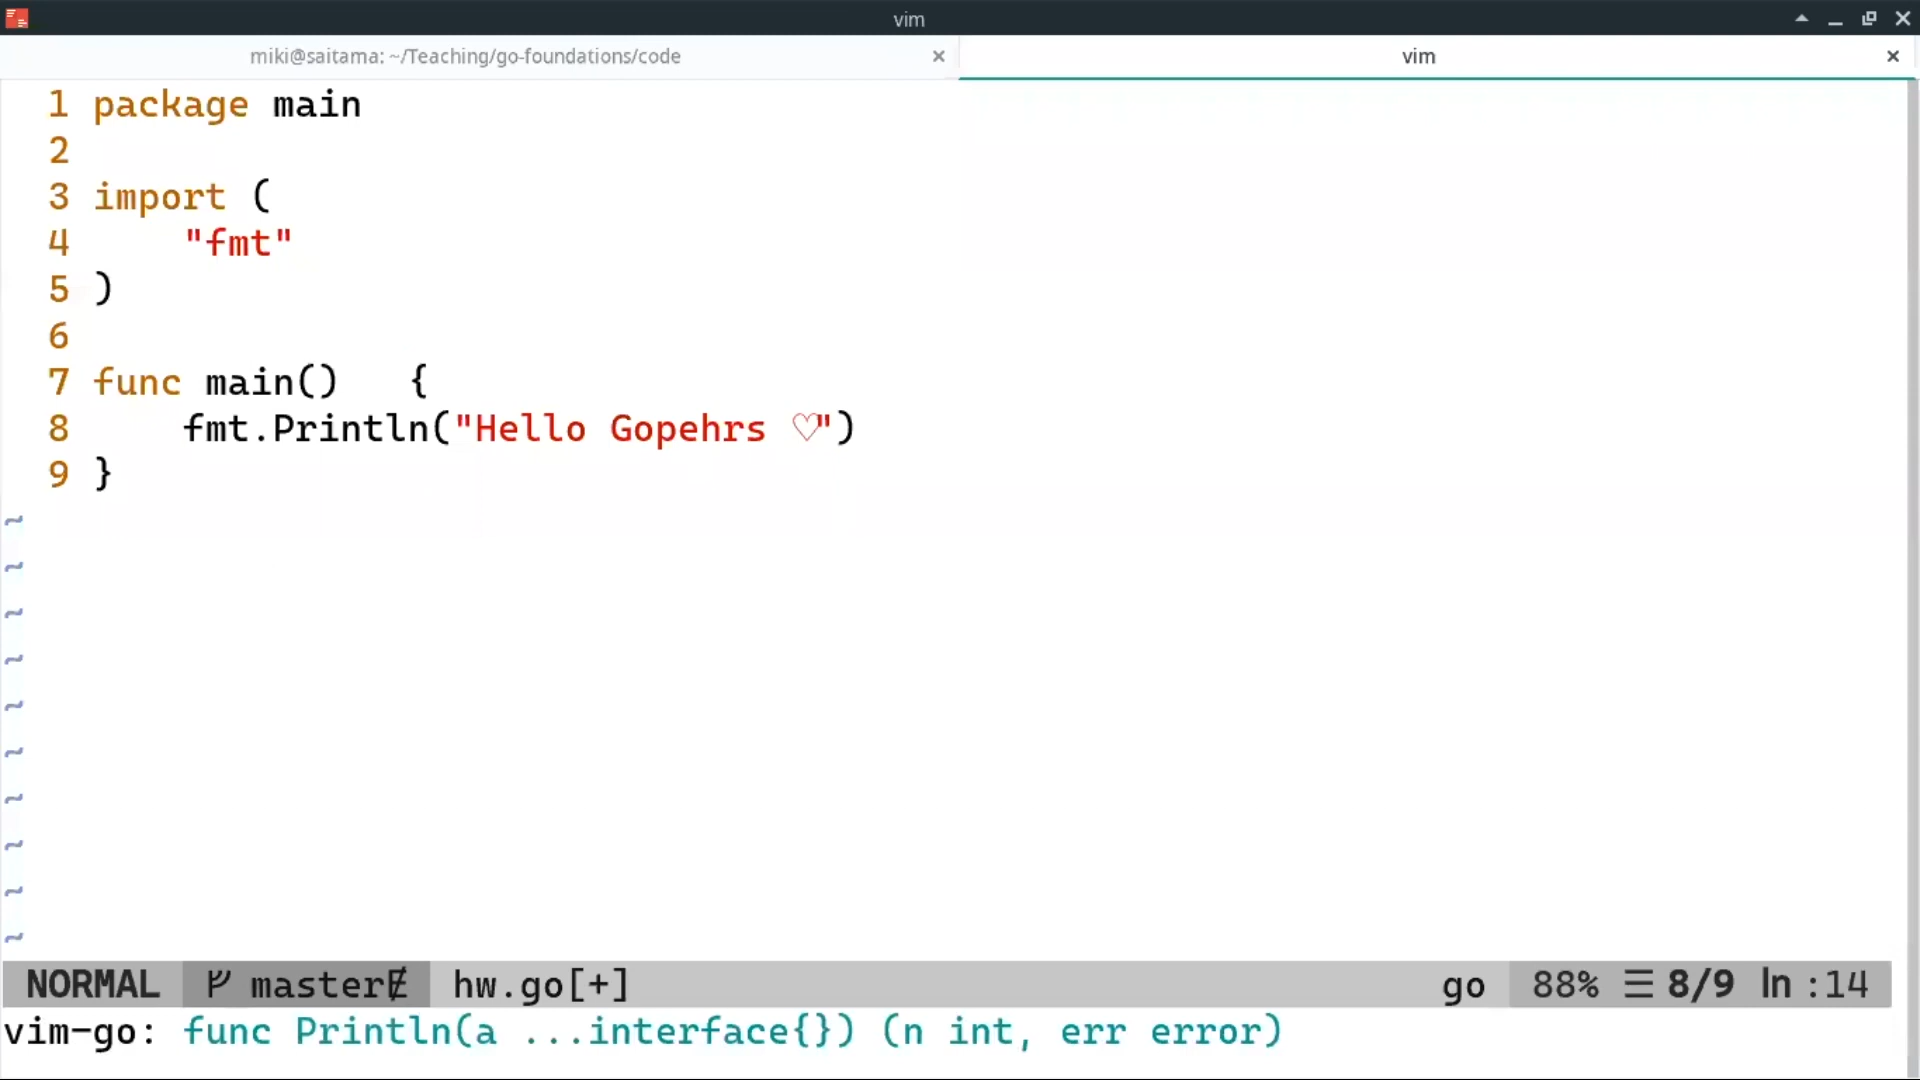 vim
miki@saitama: ~/Teaching/go-foundations/code
vim
1 package main
2
3 import (
4     "fmt"
5 )
6
7 func main()   {
8     fmt.Println("Hello Gopehrs ♡")
9 }
~
~
~
~
~
~
~
~
~
~
NORMAL master hw.go[+] go 88% ☰ 8/9 ln :14
vim-go: func Println(a ...interface{}) (n int, err error)